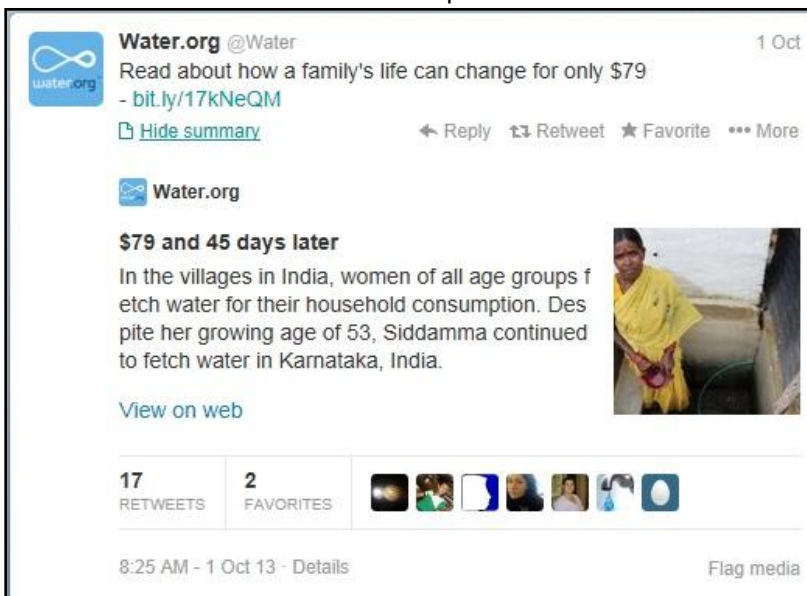 Water.org @Water 1 Oct
Read about how a family's life can change for only $79
- bit.ly/17kNeQM
Hide summary Reply Retweet Favorite More
water.org
Water.org
$79 and 45 days later
In the villages in India, women of all age groups f
etch water for their household consumption. Des
pite her growing age of 53, Siddamma continued
to fetch water in Karnataka, India.
View on web
17 2
RETWEETS FAVORITES
8:25 AM - 1 Oct 13 · Details Flag media